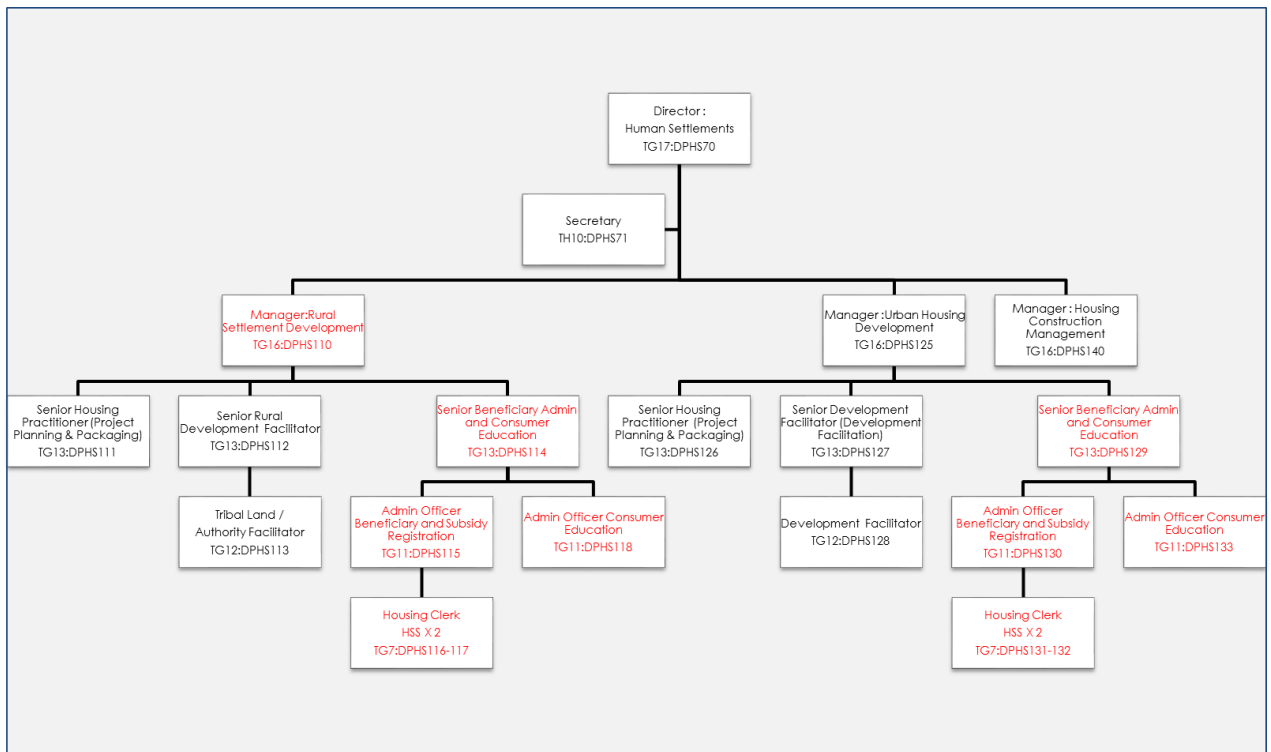 Director :
Human Settlements
TG17:DPHS70
Secretary
TH10:DPHS71
Manager:Rural
Settlement Development
TG16:DPHS110
Manager :Urban Housing
Development
TG16:DPHS125
Manager : Housing
Construction
Management
TG16:DPHS140
Senior Housing
Practitioner (Project
Planning & Packaging)
TG13:DPHS111
Senior Rural
Development Facilitator
TG13:DPHS112
Senior Beneficiary Admin
and Consumer
Education
TG13:DPHS114
Senior Housing
Practitioner (Project
Planning & Packaging)
TG13:DPHS126
Senior Development
Facilitator (Development
Facilitation)
TG13:DPHS127
Senior Beneficiary Admin
and Consumer
Education
TG13:DPHS129
Tribal Land /
Authority Facilitator
TG12:DPHS113
Admin Officer
Beneficiary and Subsidy
Registration
TG11:DPHS115
Admin Officer Consumer
Education
TG11:DPHS118
Development Facilitator
TG12:DPHS128
Admin Officer
Beneficiary and Subsidy
Registration
TG11:DPHS130
Admin Officer Consumer
Education
TG11:DPHS133
Housing Clerk
HSS X 2
TG7:DPHS116-117
Housing Clerk
HSS X 2
TG7:DPHS131-132